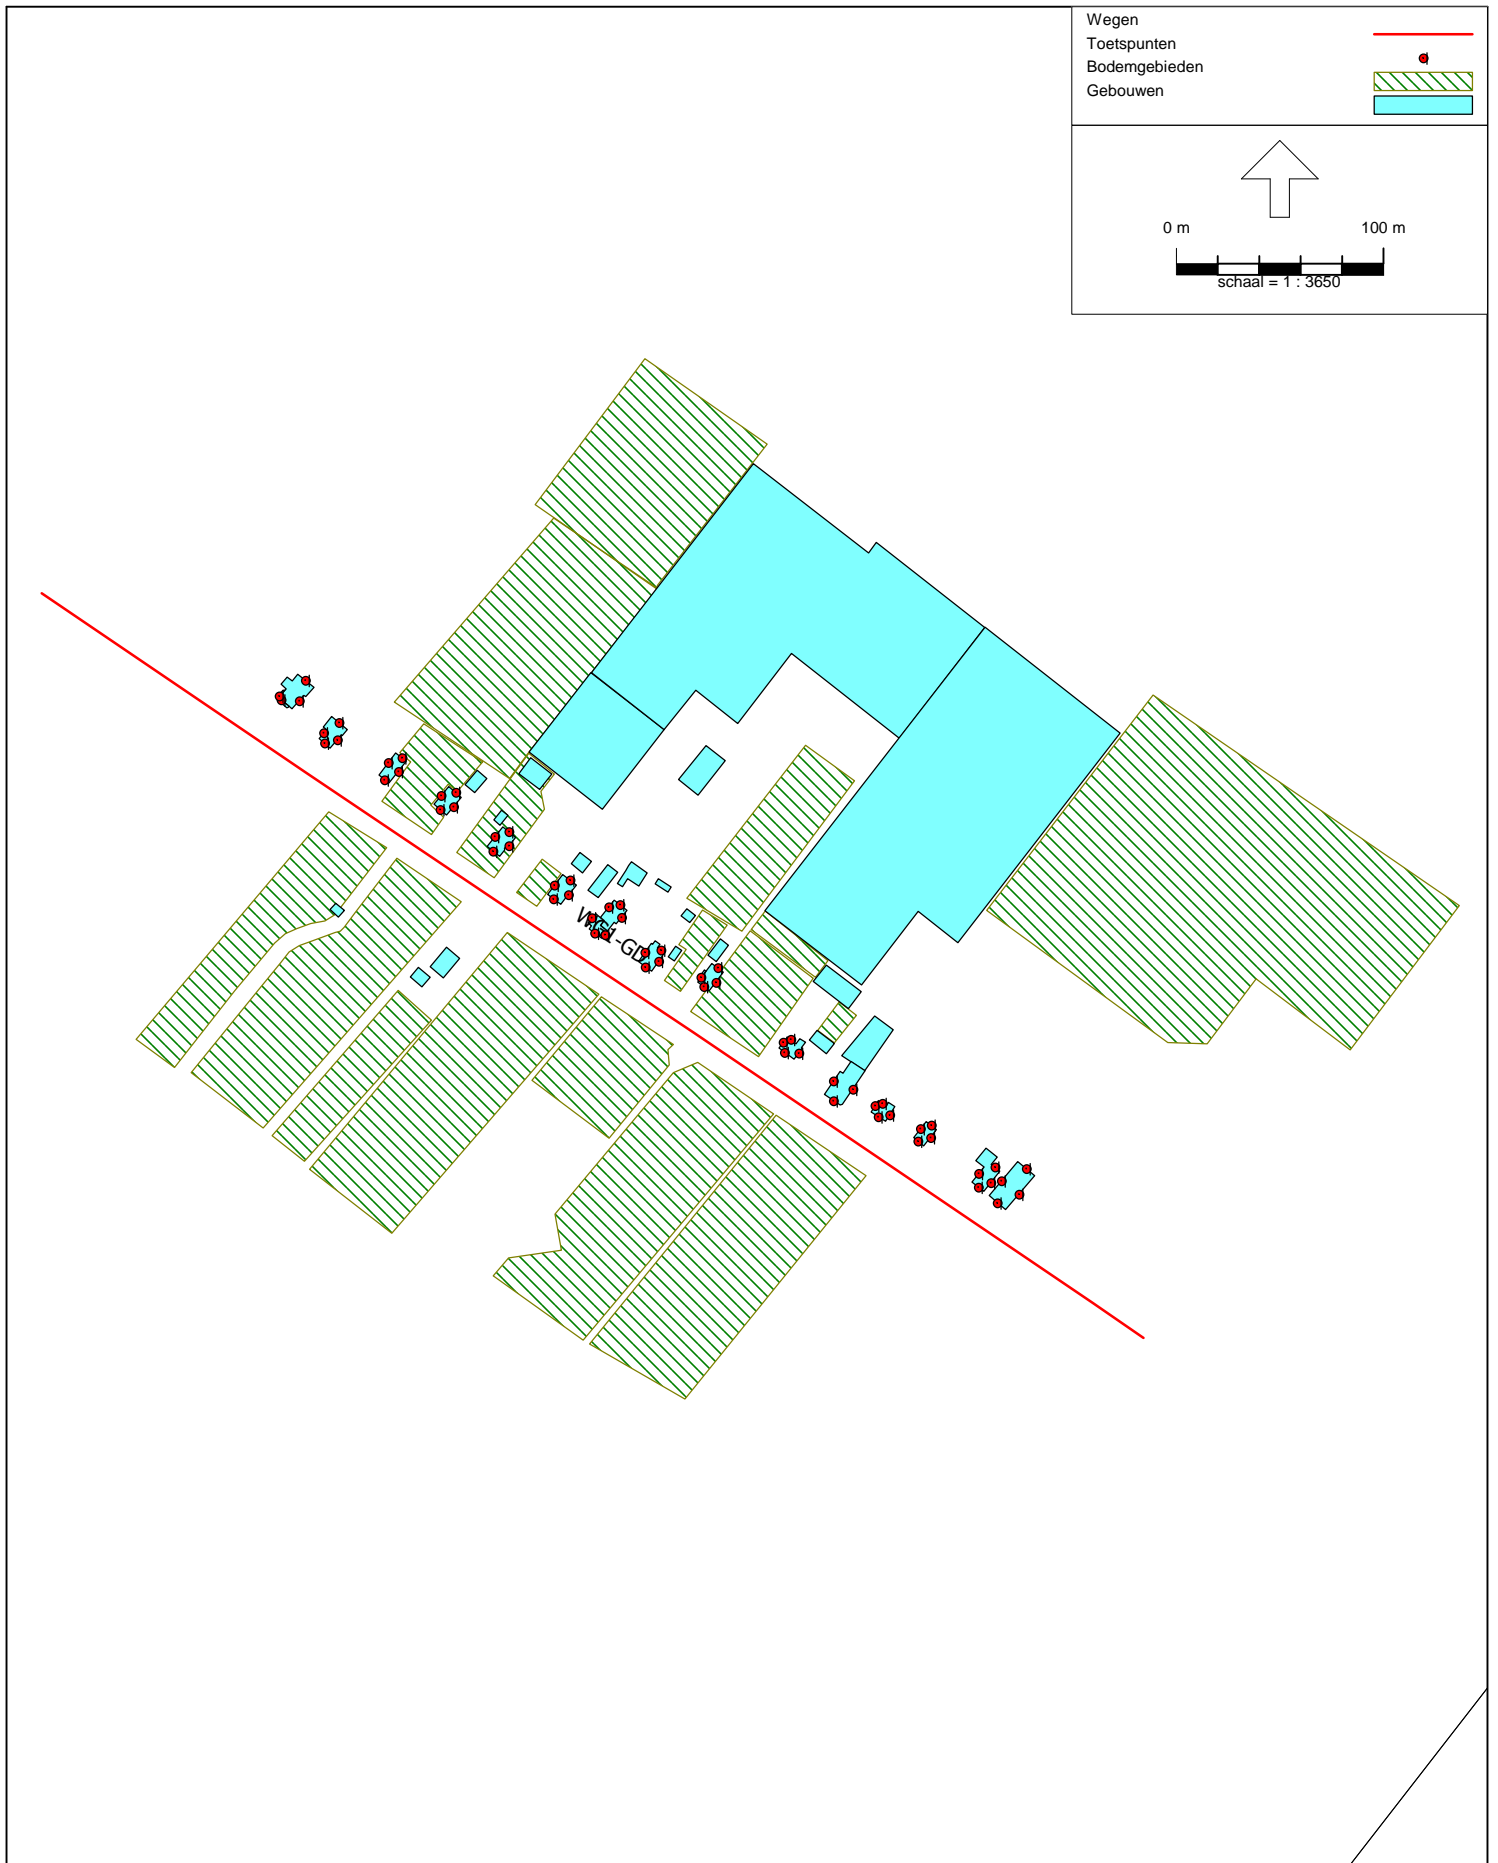 Wegen
Toetspunten
Bodemgebieden
Gebouwen
0 m 100 m
schaal = 1 : 3650